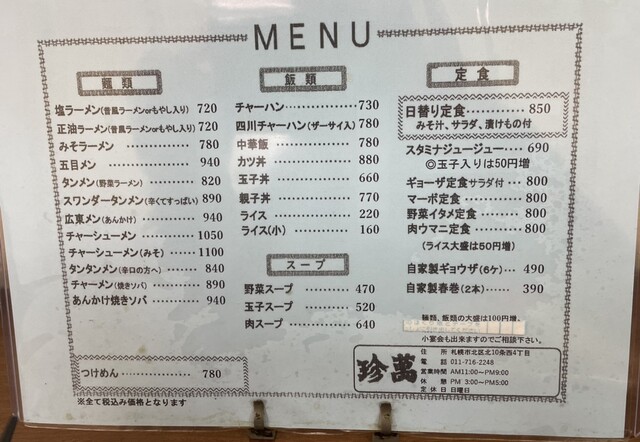 MENU
麺類
塩ラーメン(昔風ラーメンorもやし入り) 720
正油ラーメン(昔風ラーメンorもやし入り) 720
みそラーメン 780
五目メン 940
タンメン(野菜ラーメン) 820
スワンダータンメン(辛くてすっぱい) 890
広東メン(あんかけ) 940
チャーシューメン 1050
チャーシューメン(みそ) 1100
タンタンメン(辛口の方へ) 840
チャーメン(焼きソバ) 890
あんかけ焼きソバ 940
つけめん 780
※全て税込み価格となります
飯類
チャーハン 730
四川チャーハン(ザーサイ入) 780
中華飯 780
カツ丼 880
玉子丼 660
親子丼 770
ライス 220
ライス(小) 160
スープ
野菜スープ 470
玉子スープ 520
肉スープ 640
定食
日替り定食 850
みそ汁、サラダ、漬けもの付
スタミナジュージュー 690
◎玉子入りは50円増
ギョーザ定食サラダ付 800
マーボ定食 800
野菜イタメ定食 800
肉ウマニ定食 800
(ライス大盛は50円増)
自家製ギョウザ(6ケ) 490
自家製春巻(2本) 390
麺類、飯類の大盛は100円増、
小宴会も出来ますのでご相談下さい。
珍萬
住所 札幌市北区北10条西4丁目
電話 011-716-2248
営業時間 AM11:00～PM9:00
休憩 PM 3:00～PM5:00
定休日 日曜日